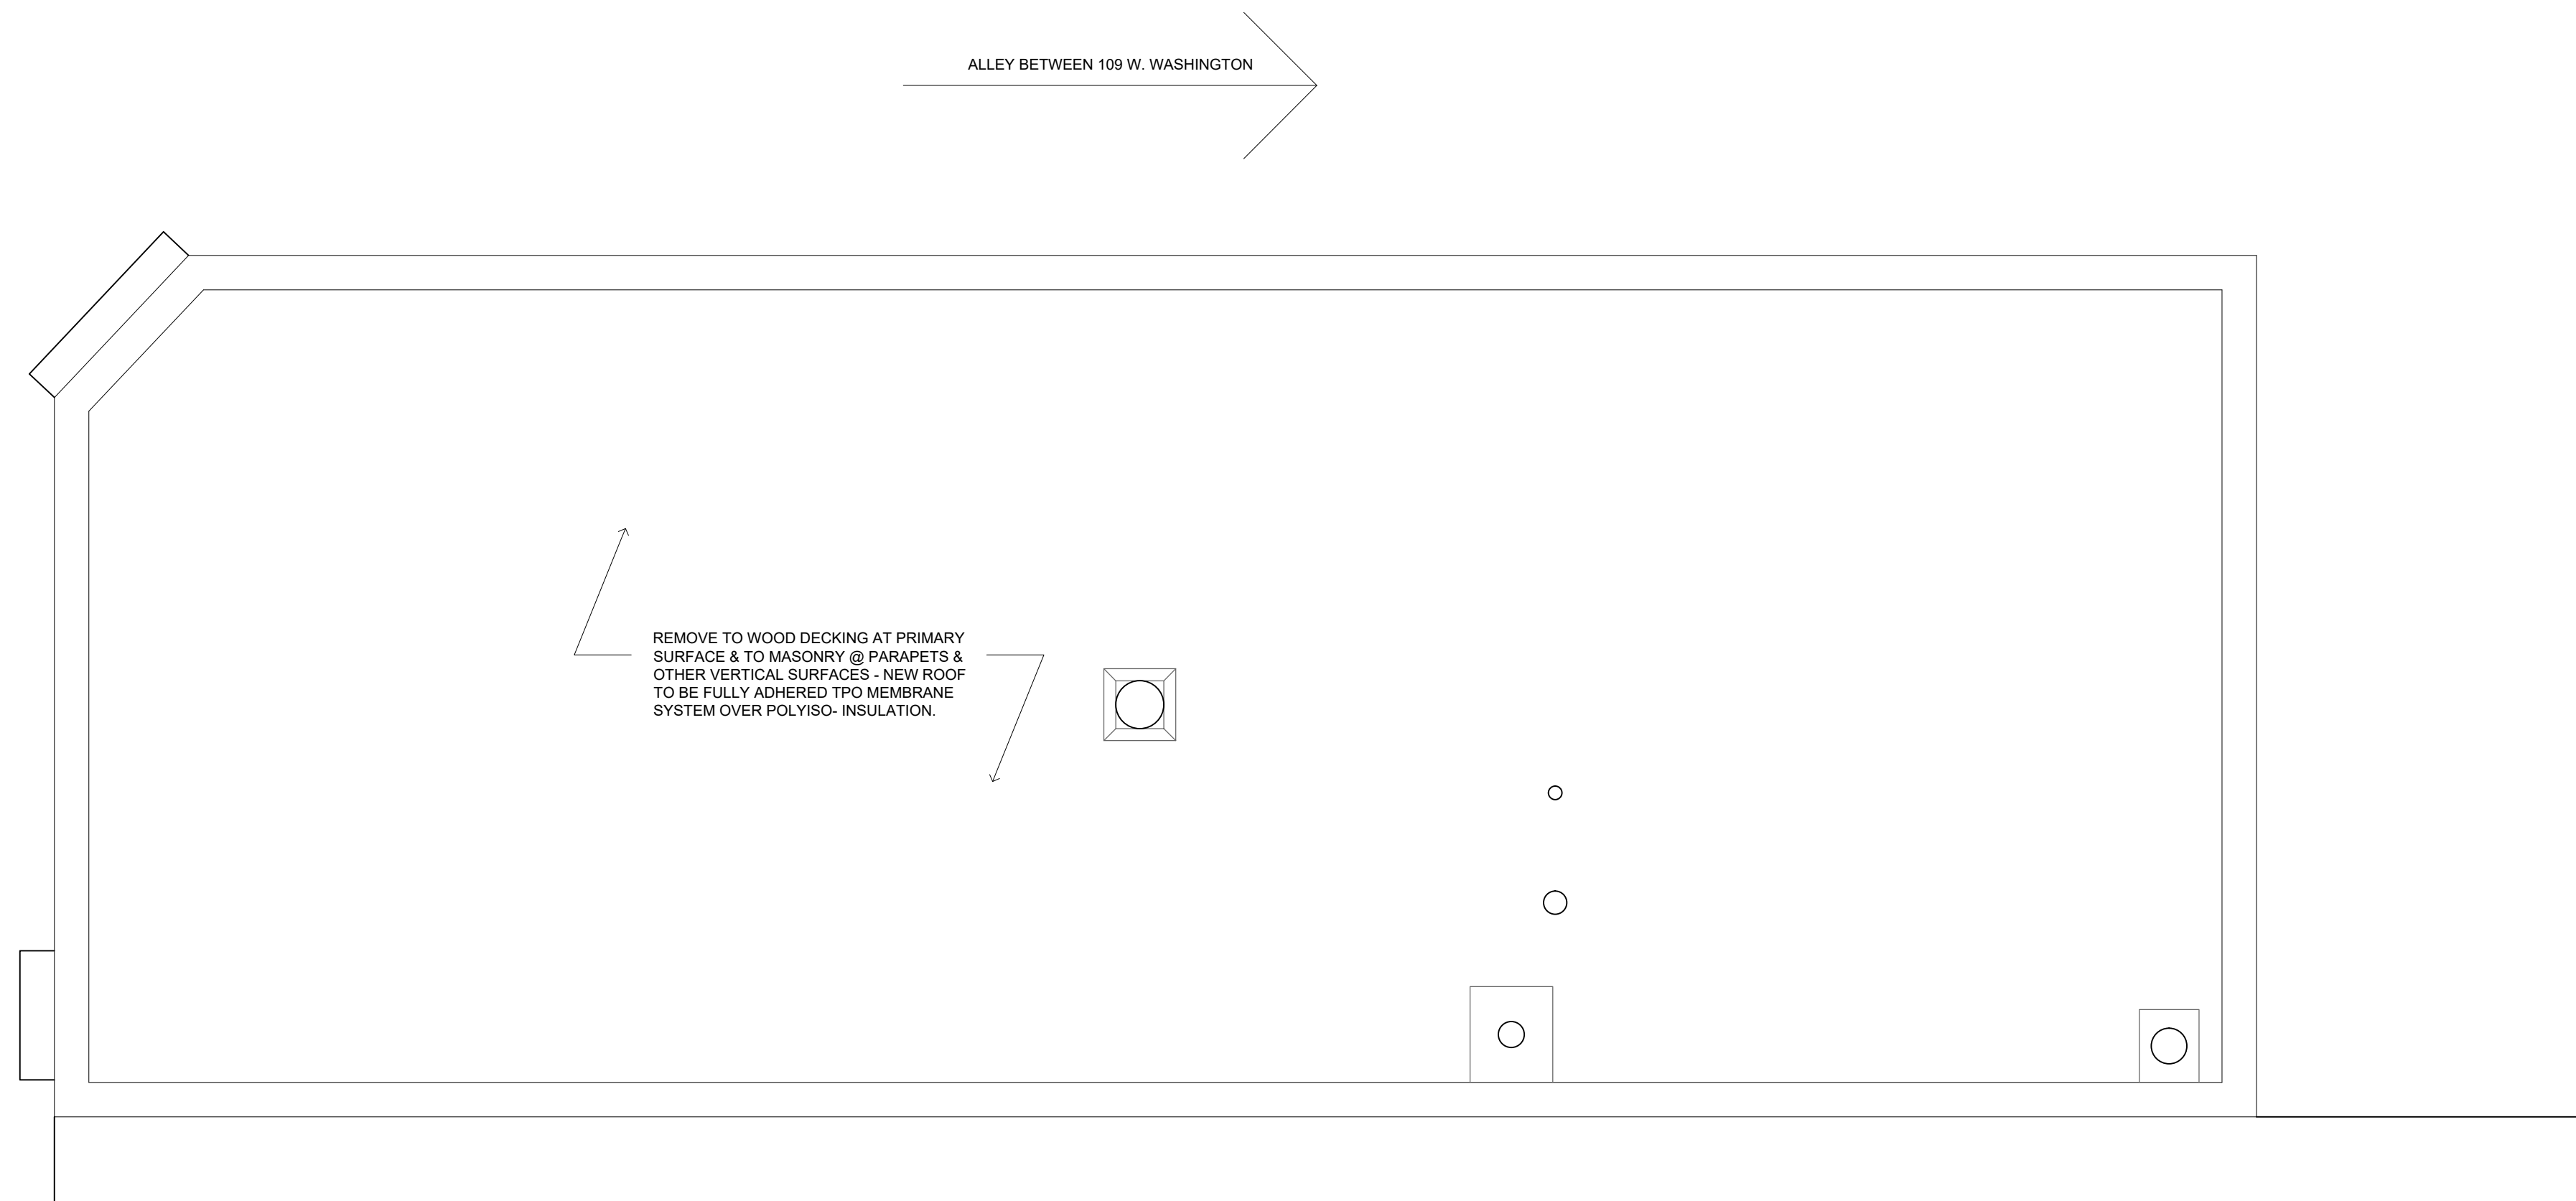 ALLEY BETWEEN 109 W. WASHINGTON
REMOVE TO WOOD DECKING AT PRIMARY
SURFACE & TO MASONRY @ PARAPETS &
OTHER VERTICAL SURFACES - NEW ROOF
TO BE FULLY ADHERED TPO MEMBRANE
SYSTEM OVER POLYISO- INSULATION.